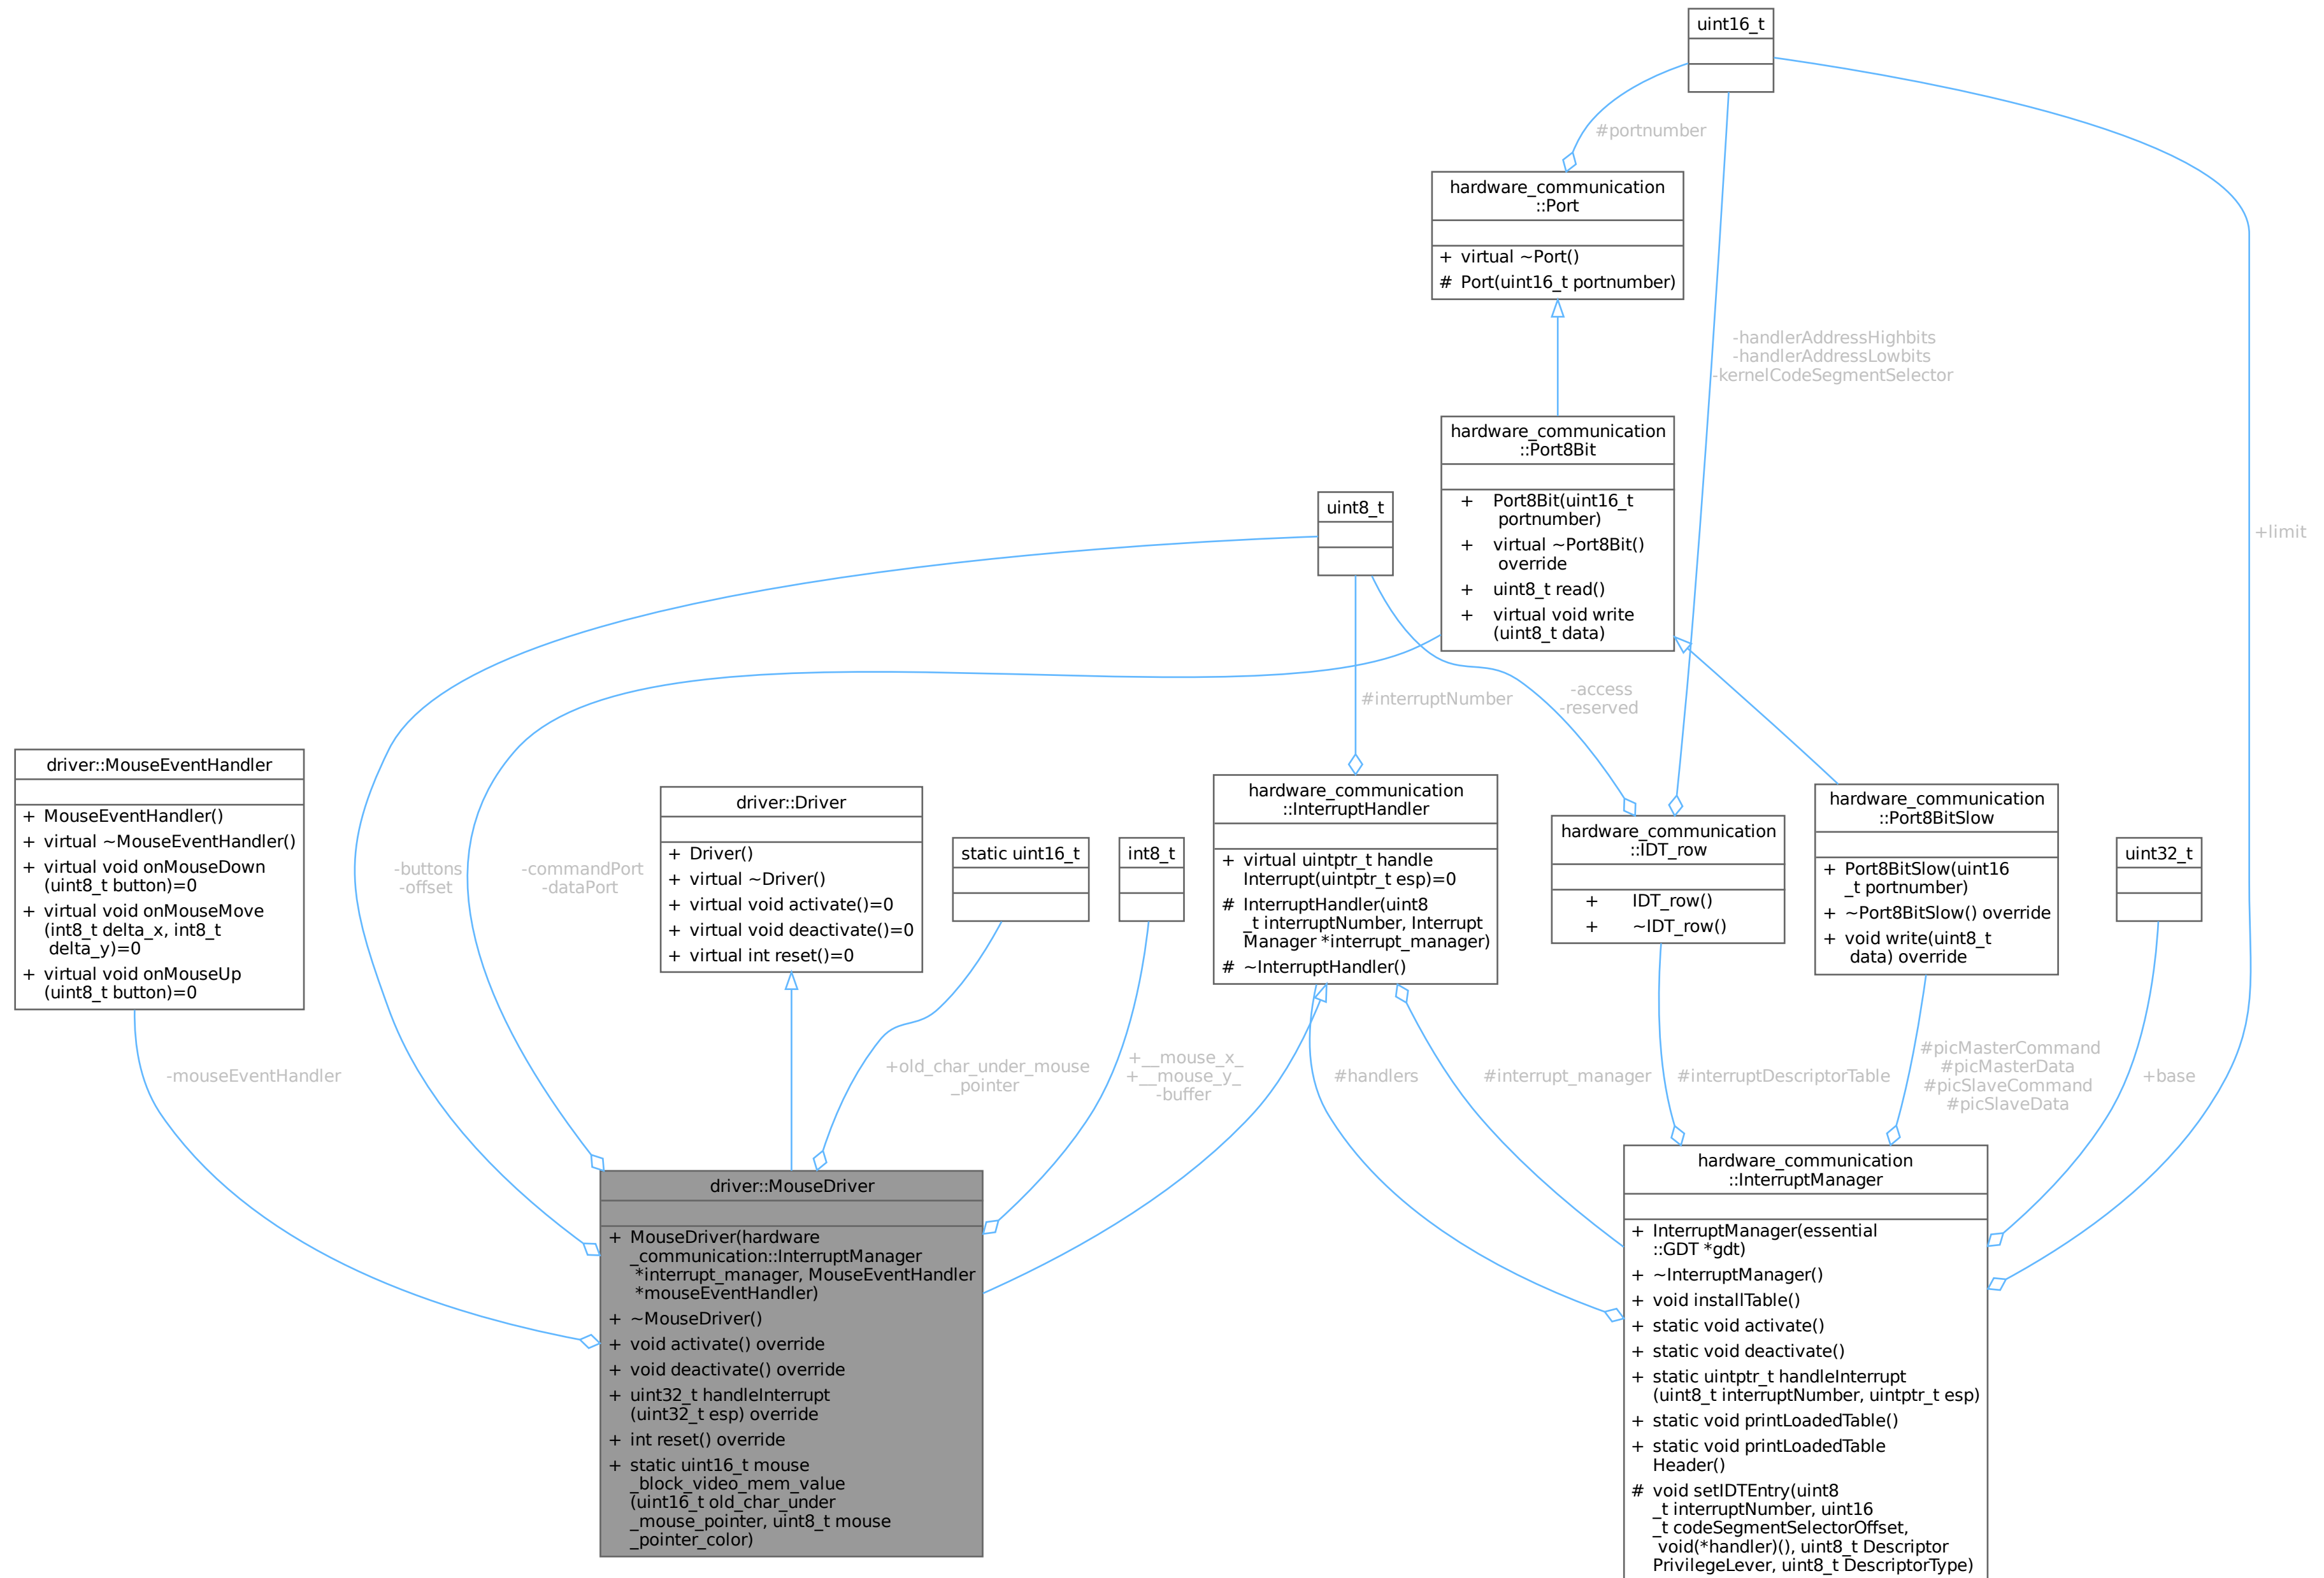 uint16_t
#portnumber
hardware_communication
::Port
+ virtual ~Port()
# Port(uint16_t portnumber)
-handlerAddressHighbits
-handlerAddressLowbits
-kernelCodeSegmentSelector
+limit
hardware_communication
::Port8Bit
+ Port8Bit(uint16_t
portnumber)
+ virtual ~Port8Bit()
override
+ uint8_t read()
+ virtual void write
(uint8_t data)
uint8_t
#interruptNumber
-access
-reserved
driver::MouseEventHandler
+ MouseEventHandler()
+ virtual ~MouseEventHandler()
+ virtual void onMouseDown
(uint8_t button)=0
+ virtual void onMouseMove
(int8_t delta_x, int8_t
delta_y)=0
+ virtual void onMouseUp
(uint8_t button)=0
-buttons
-offset
-commandPort
-dataPort
driver::Driver
+ Driver()
+ virtual ~Driver()
+ virtual void activate()=0
+ virtual void deactivate()=0
+ virtual int reset()=0
static uint16_t
int8_t
hardware_communication
::InterruptHandler
+ virtual uintptr_t handle
Interrupt(uintptr_t esp)=0
# InterruptHandler(uint8
_t interruptNumber, Interrupt
Manager *interrupt_manager)
# ~InterruptHandler()
hardware_communication
::IDT_row
+ IDT_row()
+ ~IDT_row()
hardware_communication
::Port8BitSlow
+ Port8BitSlow(uint16
_t portnumber)
+ ~Port8BitSlow() override
+ void write(uint8_t
data) override
uint32_t
-mouseEventHandler
+old_char_under_mouse
_pointer
+__mouse_x_
+__mouse_y_
-buffer
#handlers
#interrupt_manager
#interruptDescriptorTable
#picMasterCommand
#picMasterData
#picSlaveCommand
#picSlaveData
+base
driver::MouseDriver
+ MouseDriver(hardware
_communication::InterruptManager
*interrupt_manager, MouseEventHandler
*mouseEventHandler)
+ ~MouseDriver()
+ void activate() override
+ void deactivate() override
+ uint32_t handleInterrupt
(uint32_t esp) override
+ int reset() override
+ static uint16_t mouse
_block_video_mem_value
(uint16_t old_char_under
_mouse_pointer, uint8_t mouse
_pointer_color)
hardware_communication
::InterruptManager
+ InterruptManager(essential
::GDT *gdt)
+ ~InterruptManager()
+ void installTable()
+ static void activate()
+ static void deactivate()
+ static uintptr_t handleInterrupt
(uint8_t interruptNumber, uintptr_t esp)
+ static void printLoadedTable()
+ static void printLoadedTable
Header()
# void setIDTEntry(uint8
_t interruptNumber, uint16
_t codeSegmentSelectorOffset,
void(*handler)(), uint8_t Descriptor
PrivilegeLever, uint8_t DescriptorType)